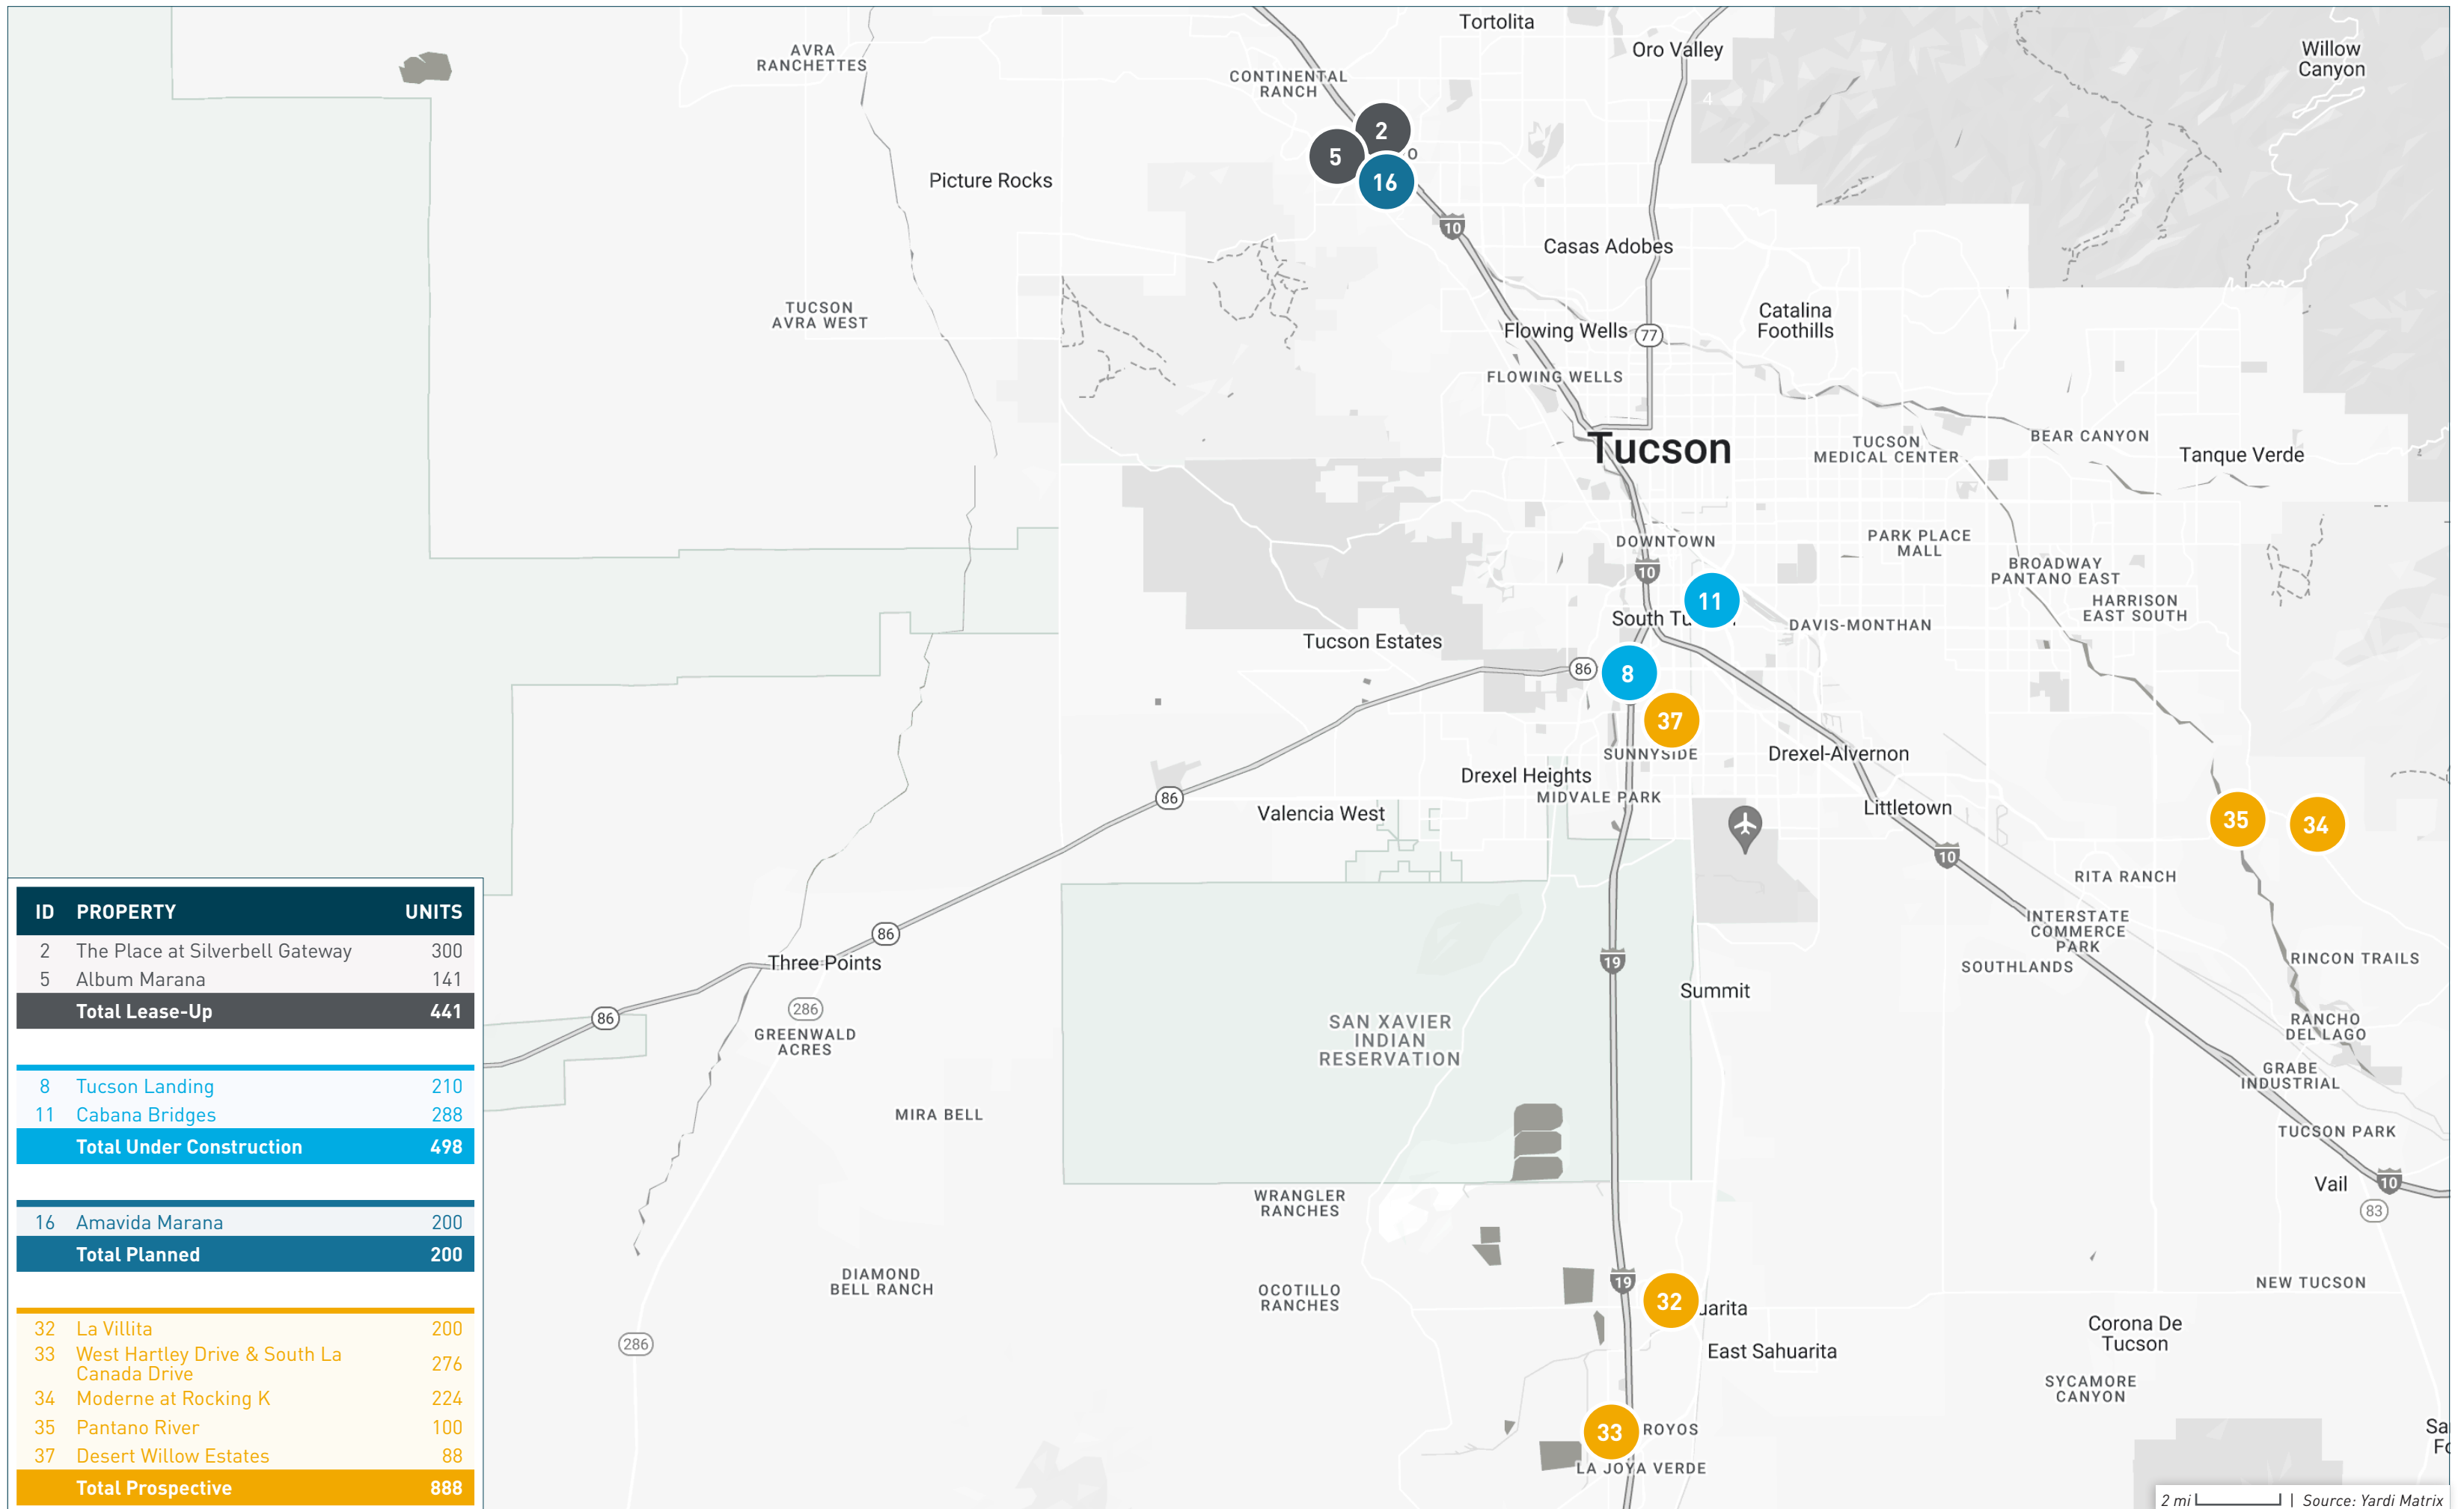 Tortolita
Oro Valley
Willow
Canyon
AVRA
RANCHETTES
CONTINENTAL
RANCH
4
2
5
O
16
Picture Rocks
10
Casas Adobes
TUCSON
AVRA WEST
Catalina
Foothills
Flowing Wells
77
FLOWING WELLS
Tucson
TUCSON
MEDICAL CENTER
BEAR CANYON
Tanque Verde
DOWNTOWN
PARK PLACE
MALL
BROADWAY
PANTANO EAST
10
11
HARRISON
EAST SOUTH
South Tu
DAVIS-MONTHAN
Tucson Estates
86
8
37
SUNNYSIDE
Drexel-Alvernon
Drexel Heights
MIDVALE PARK
86
Valencia West
Littletown
35
34
10
RITA RANCH
INTERSTATE
COMMERCE
PARK
86
Three Points
19
SOUTHLANDS
RINCON TRAILS
Summit
286
86
GREENWALD
ACRES
SAN XAVIER
INDIAN
RESERVATION
RANCHO
DEL LAGO
GRABE
INDUSTRIAL
MIRA BELL
TUCSON PARK
Vail
10
83
WRANGLER
RANCHES
DIAMOND
BELL RANCH
OCOTILLO
RANCHES
19
32
uarita
NEW TUCSON
286
East Sahuarita
Corona De
Tucson
SYCAMORE
CANYON
33
ROYOS
LA JOYA VERDE
Sa
Fo
ID PROPERTY UNITS
2 The Place at Silverbell Gateway 300
5 Album Marana 141
Total Lease-Up 441
8 Tucson Landing 210
11 Cabana Bridges 288
Total Under Construction 498
16 Amavida Marana 200
Total Planned 200
32 La Villita 200
33 West Hartley Drive & South La
Canada Drive 276
34 Moderne at Rocking K 224
35 Pantano River 100
37 Desert Willow Estates 88
Total Prospective 888
2 mi | Source: Yardi Matrix